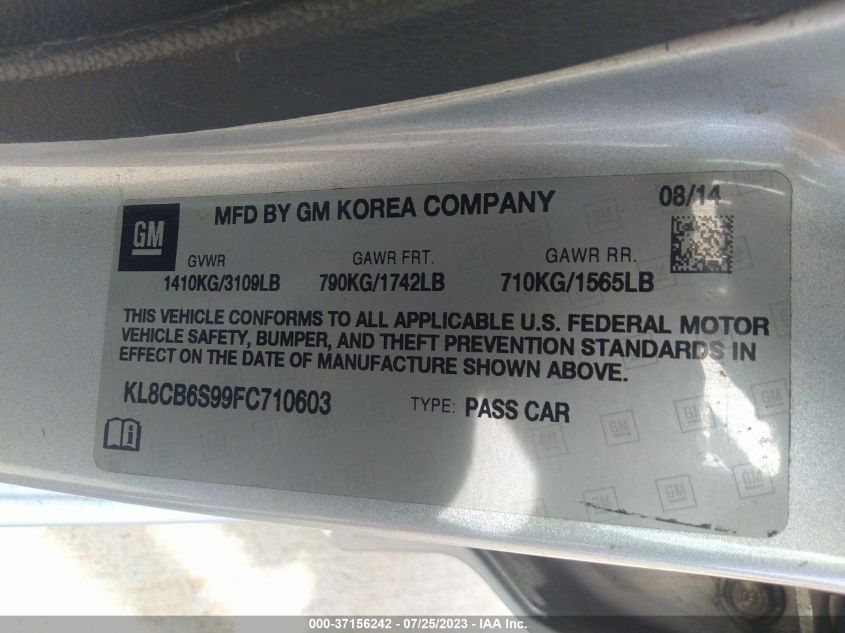 GM
MFD BY GM KOREA COMPANY
08/14
GVWR GAWR FRT. GAWR RR.
1410KG/3109LB 790KG/1742LB 710KG/1565LB
THIS VEHICLE CONFORMS TO ALL APPLICABLE U.S. FEDERAL MOTOR
VEHICLE SAFETY, BUMPER, AND THEFT PREVENTION STANDARDS IN
EFFECT ON THE DATE OF MANUFACTURE SHOWN ABOVE.
KL8CB6S99FC710603 TYPE: PASS CAR
000-37156242 - 07/25/2023 - IAA Inc.